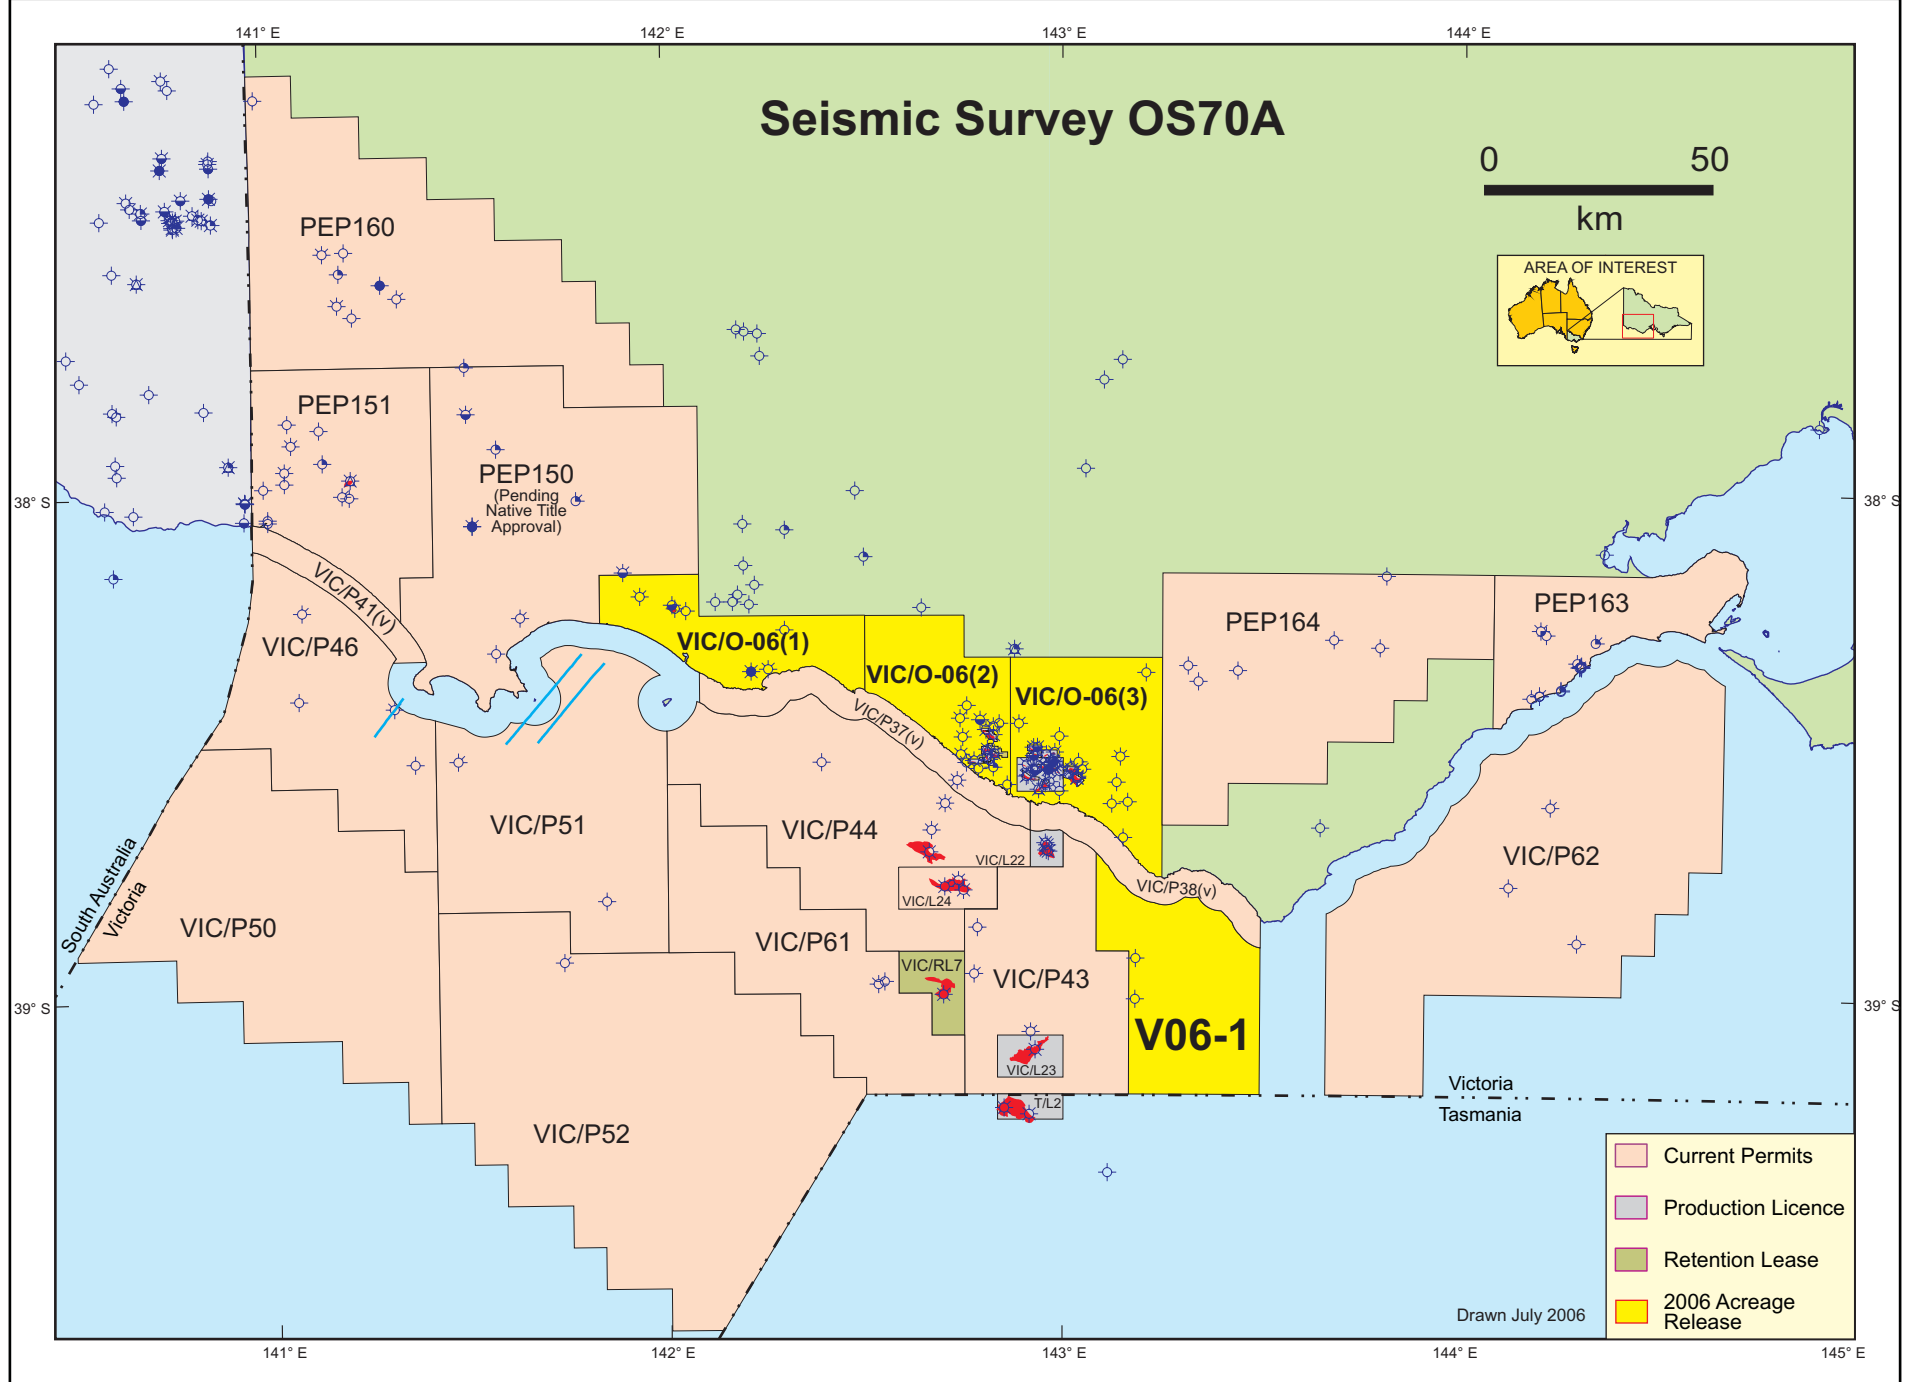 141° E
142° E
143° E
144° E
Seismic Survey OS70A
0
50
km
AREA OF INTEREST
PEP160
PEP151
PEP150
(Pending
Native Title
Approval)
38° S
38° S
VIC/P41(v)
VIC/P46
VIC/O-06(1)
VIC/O-06(2)
VIC/O-06(3)
PEP164
PEP163
VIC/P37(v)
VIC/P51
VIC/P44
VIC/L22
VIC/P62
VIC/L24
VIC/P38(v)
South Australia
Victoria
VIC/P50
VIC/P61
VIC/RL7
VIC/P43
39° S
39° S
V06-1
VIC/L23
T/L2
Victoria
Tasmania
VIC/P52
Current Permits
Production Licence
Retention Lease
2006 Acreage
Release
Drawn July 2006
141° E
142° E
143° E
144° E
145° E